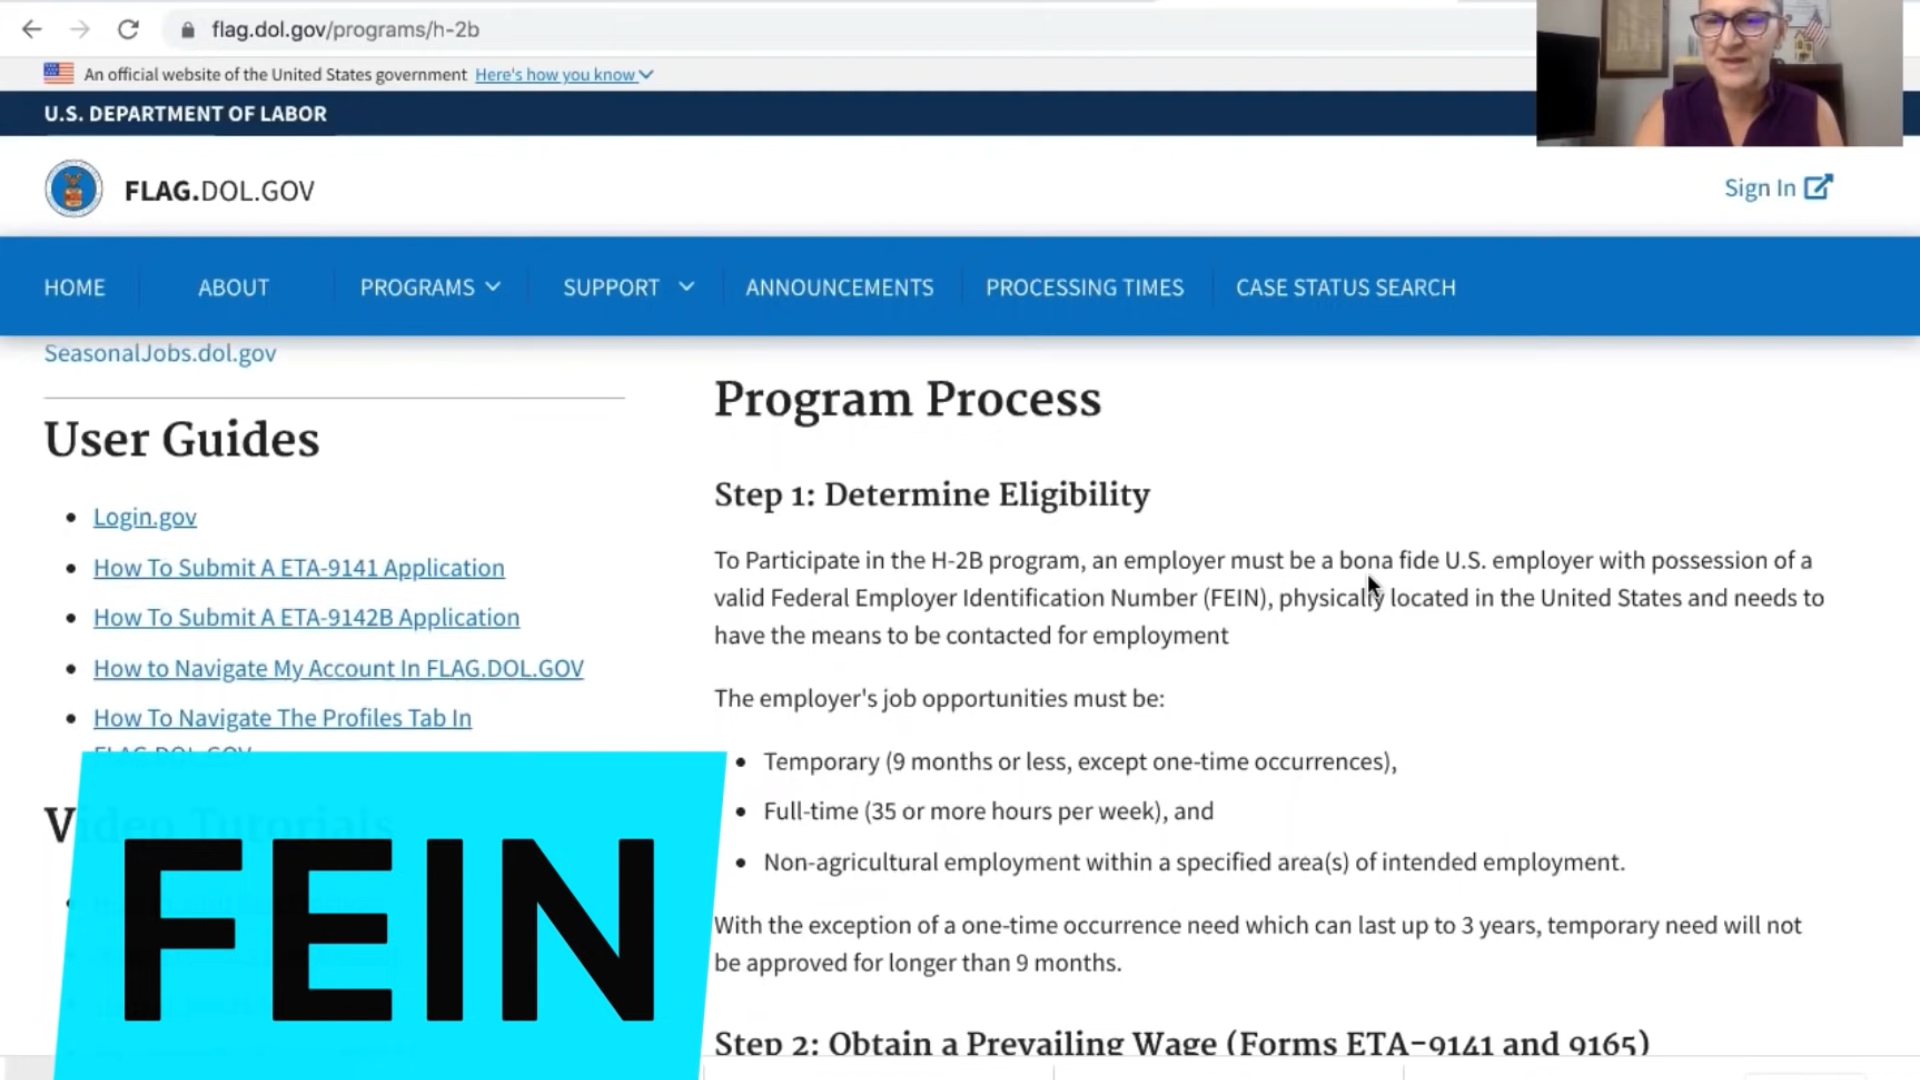 flag.dol.gov/programs/h-2b
An official website of the United States government Here's how you know
U.S. DEPARTMENT OF LABOR
FLAG.DOL.GOV
Sign In
HOME ABOUT PROGRAMS SUPPORT ANNOUNCEMENTS PROCESSING TIMES CASE STATUS SEARCH
SeasonalJobs.dol.gov
User Guides
Login.gov
How To Submit A ETA-9141 Application
How To Submit A ETA-9142B Application
How to Navigate My Account In FLAG.DOL.GOV
How To Navigate The Profiles Tab In
FLAG.DOL.GOV
Video Tutorials
FEIN
Program Process
Step 1: Determine Eligibility
To Participate in the H-2B program, an employer must be a bona fide U.S. employer with possession of a
valid Federal Employer Identification Number (FEIN), physically located in the United States and needs to
have the means to be contacted for employment
The employer's job opportunities must be:
Temporary (9 months or less, except one-time occurrences),
Full-time (35 or more hours per week), and
Non-agricultural employment within a specified area(s) of intended employment.
With the exception of a one-time occurrence need which can last up to 3 years, temporary need will not
be approved for longer than 9 months.
Step 2: Obtain a Prevailing Wage (Forms ETA-9141 and 9165)